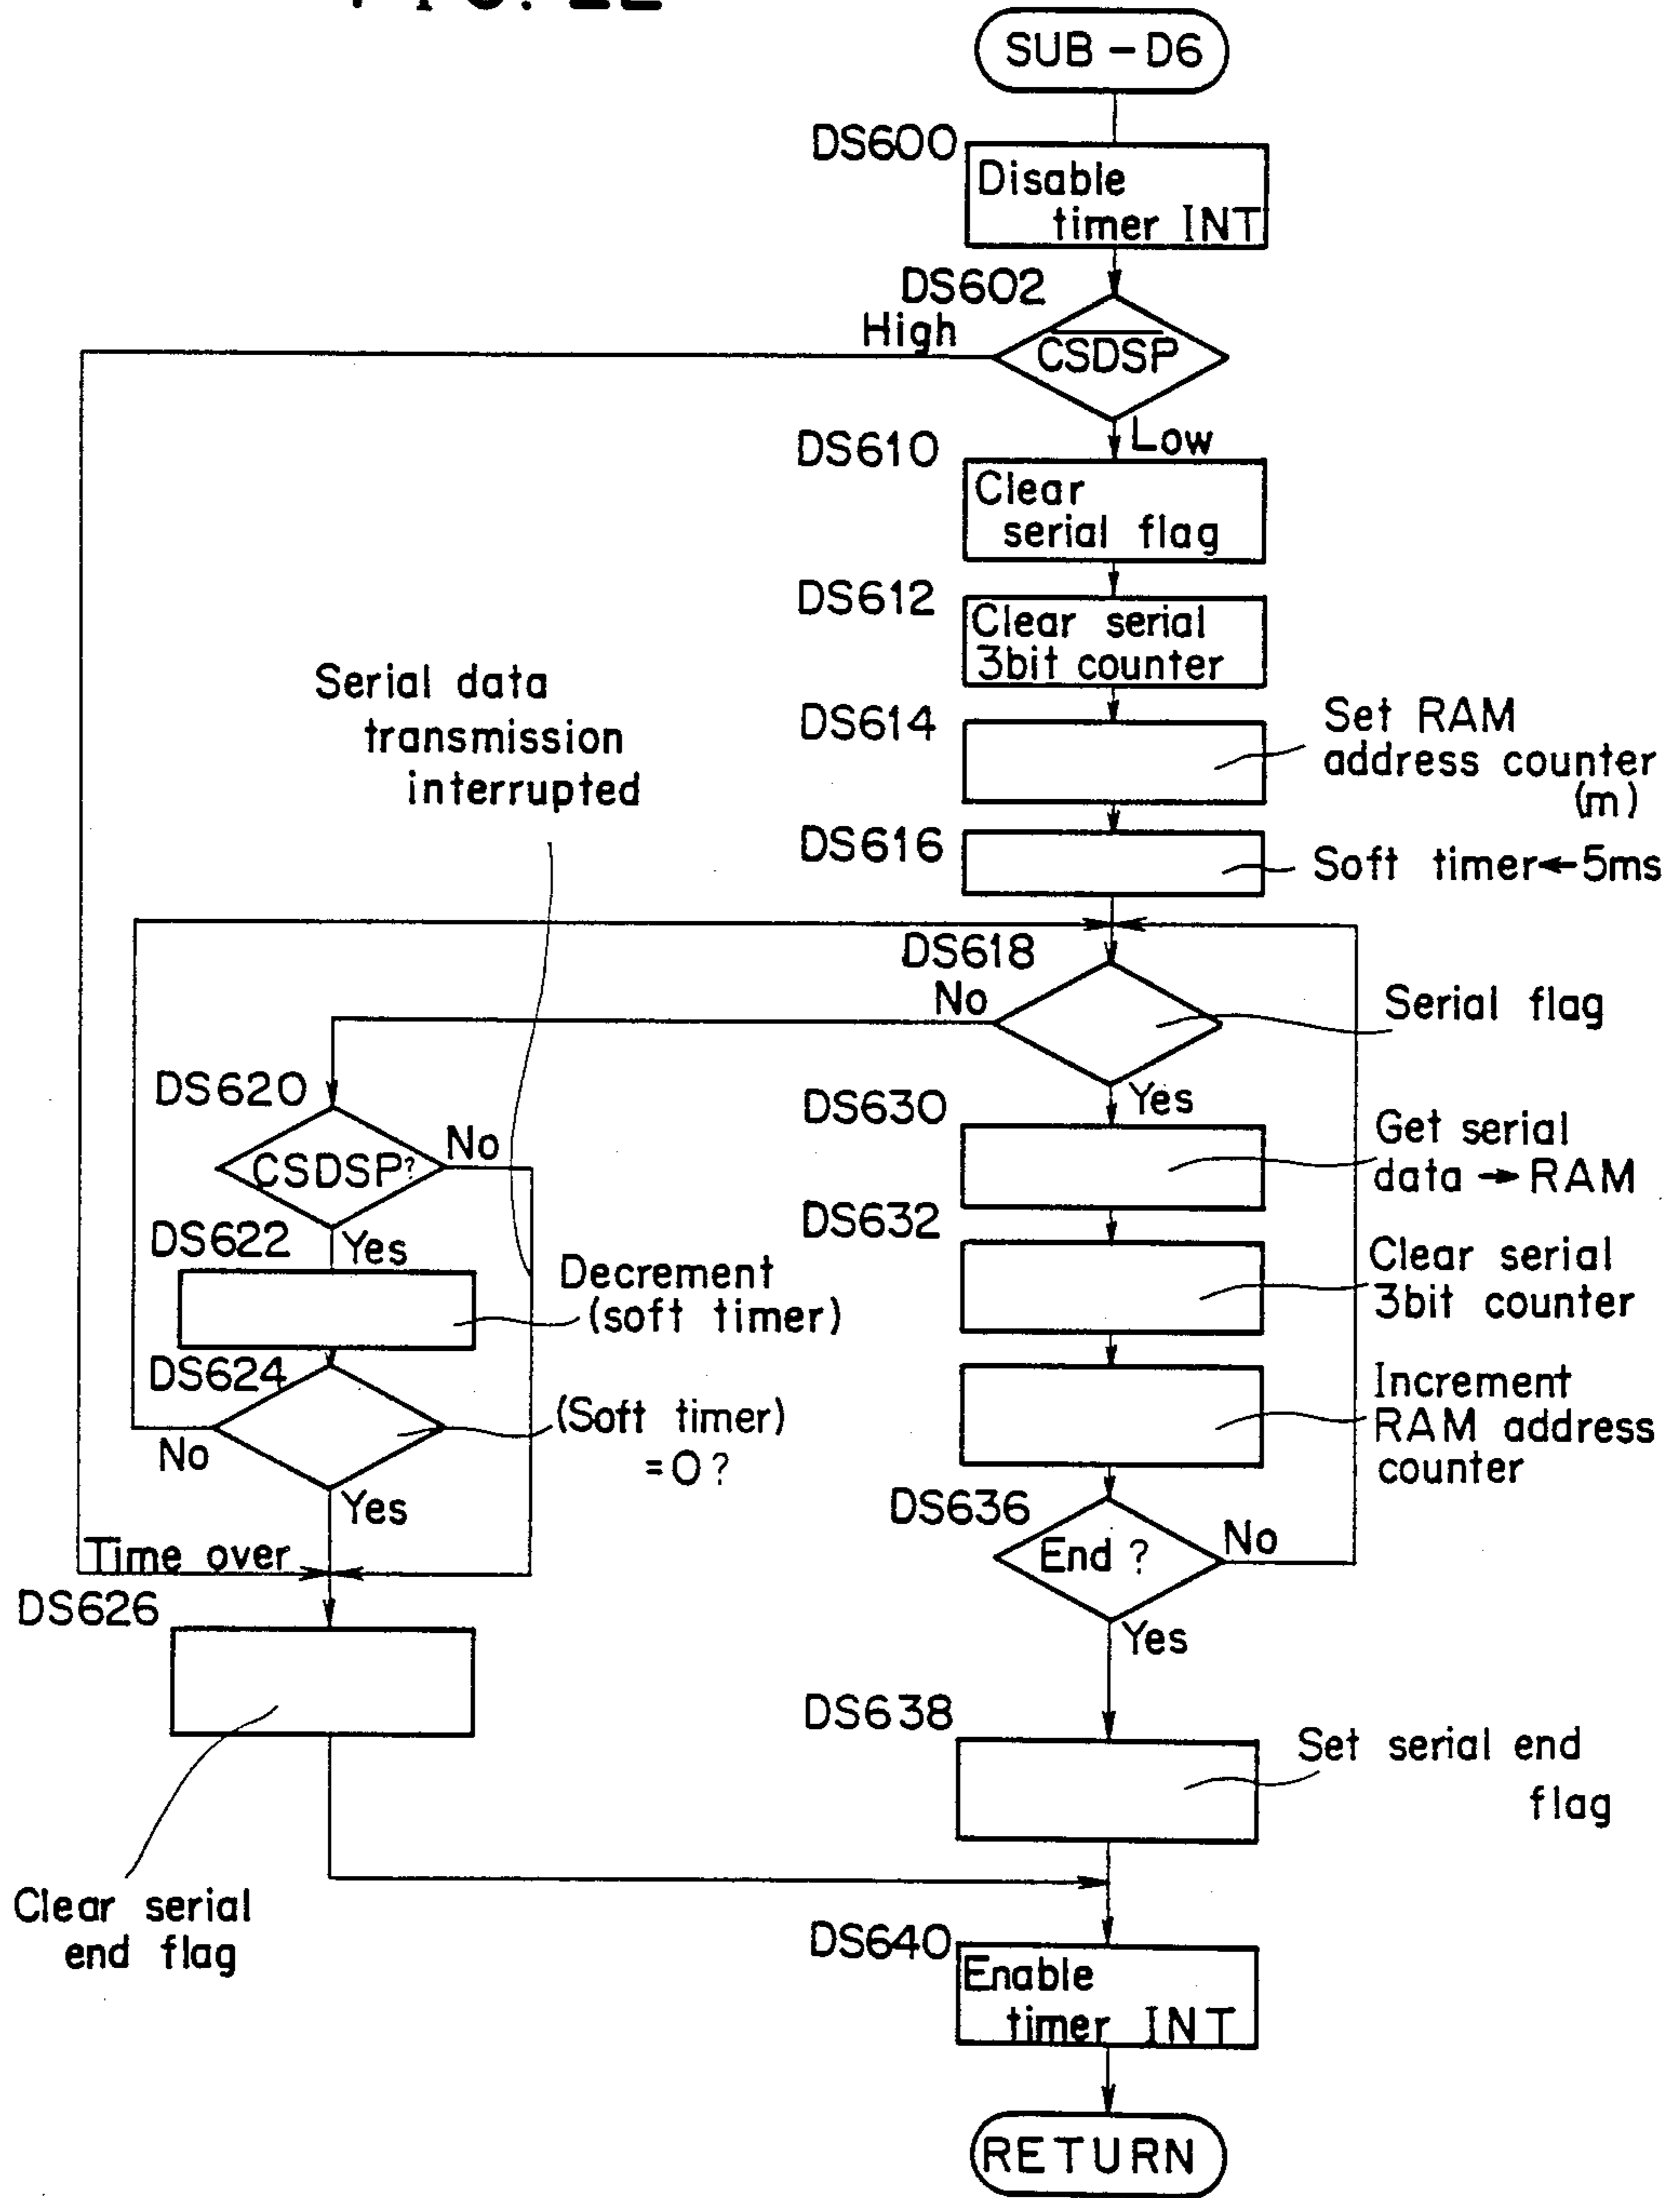 SUB-D6
DS600
Disable
timer INT
DS602
High
CSDSP
Low
DS610
Clear
serial flag
DS612
Clear serial
3bit counter
Serial data
transmission
interrupted
DS614
Set RAM
address counter
(m)
DS616
Soft timer←5ms
DS618
No
Serial flag
Yes
DS620
CSDSP?
No
Yes
DS630
Get serial
data → RAM
DS622
Decrement
(soft timer)
DS632
Clear serial
3bit counter
DS624
(Soft timer)
=0?
No
Yes
Increment
RAM address
counter
DS636
End ?
No
Yes
Time over
DS626
Clear serial
end flag
DS638
Set serial end
flag
DS640
Enable
timer INT
RETURN